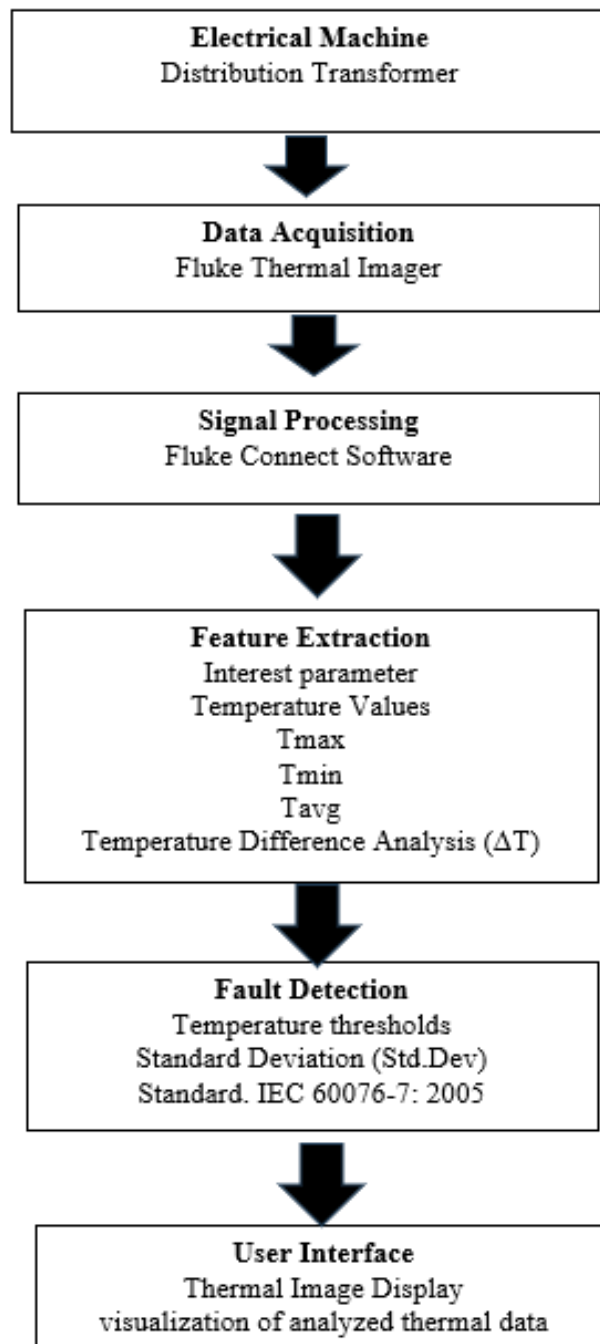 Electrical Machine
Distribution Transformer
Data Acquisition
Fluke Thermal Imager
Signal Processing
Fluke Connect Software
Feature Extraction
Interest parameter
Temperature Values
Tmax
Tmin
Tavg
Temperature Difference Analysis (ΔT)
Fault Detection
Temperature thresholds
Standard Deviation (Std.Dev)
Standard. IEC 60076-7: 2005
User Interface
Thermal Image Display
visualization of analyzed thermal data